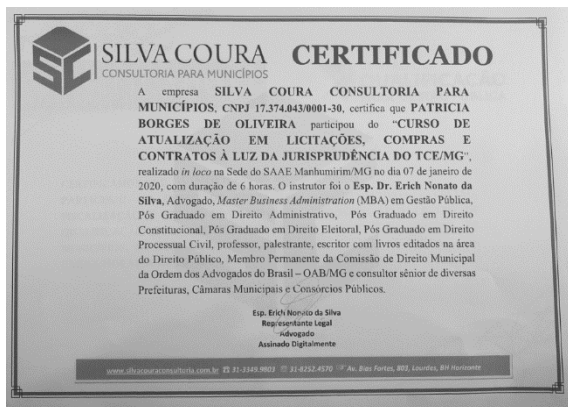 SILVA COURA
CONSULTORIA PARA MUNICÍPIOS
CERTIFICADO
A empresa SILVA COURA CONSULTORIA PARA
MUNICÍPIOS, CNPJ 17.374.043/0001-30, certifica que PATRICIA
BORGES DE OLIVEIRA participou do "CURSO DE
ATUALIZAÇÃO EM LICITAÇÕES, COMPRAS E
CONTRATOS À LUZ DA JURISPRUDÊNCIA DO TCE/MG",
realizado in loco na Sede do SAAE Manhumirim/MG no dia 07 de janeiro de
2020, com duração de 6 horas. O instrutor foi o Esp. Dr. Erich Nonato da
Silva, Advogado, Master Business Administration (MBA) em Gestão Pública,
Pós Graduado em Direito Administrativo, Pós Graduado em Direito
Constitucional, Pós Graduado em Direito Eleitoral, Pós Graduado em Direito
Processual Civil, professor, palestrante, escritor com livros editados na área
do Direito Público, Membro Permanente da Comissão de Direito Municipal
da Ordem dos Advogados do Brasil – OAB/MG e consultor sênior de diversas
Prefeituras, Câmaras Municipais e Consórcios Públicos.
Esp. Erich Nonato da Silva
Representante Legal
Advogado
Assinado Digitalmente
www.silvacouraconsultoria.com.br 31-3349.9803 31-8252.4570 Av. Bias Fortes, 803, Lourdes, BH Horizonte